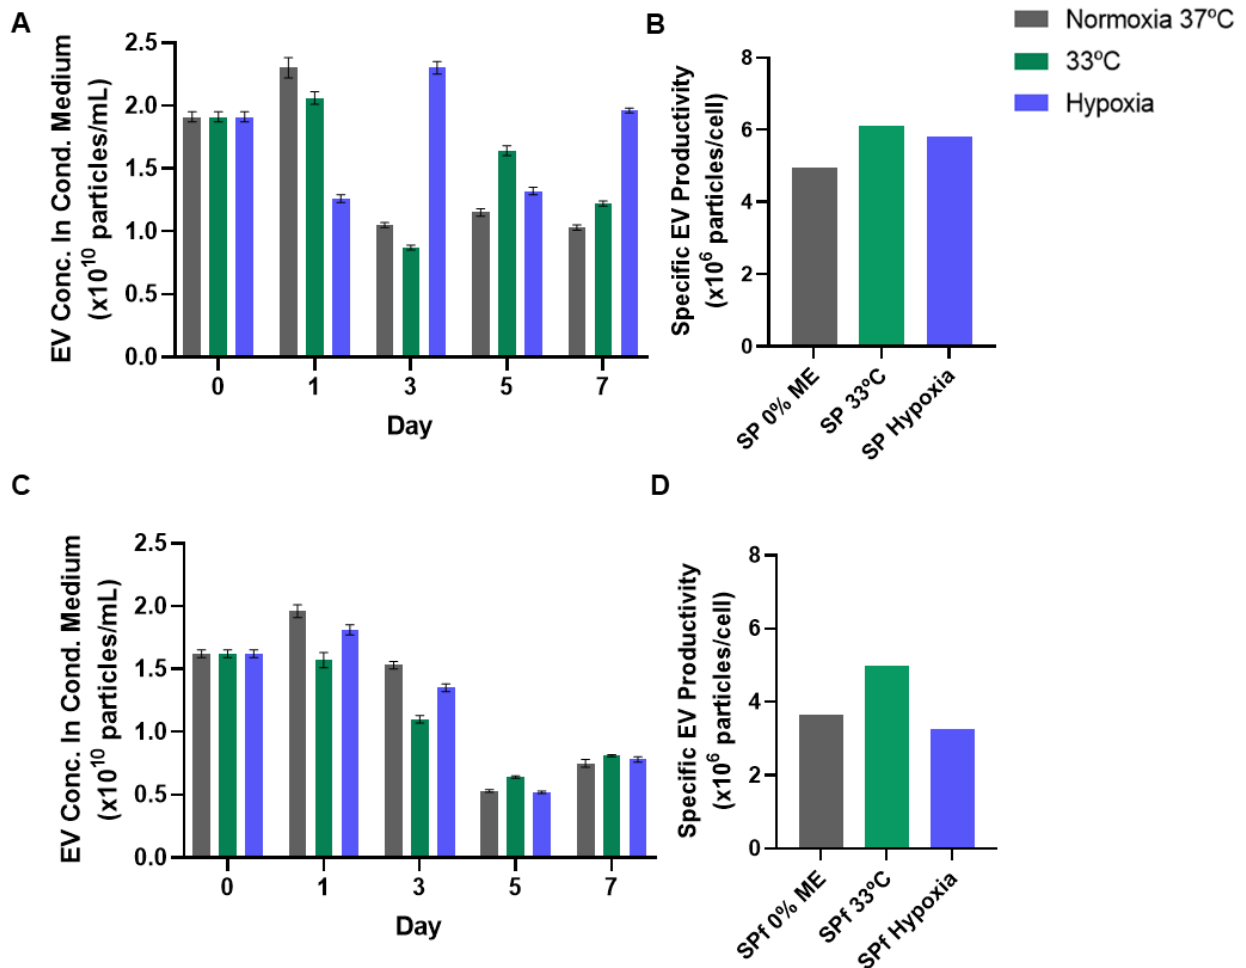 A
B
Normoxia 37ºC
33ºC
Hypoxia
EV Conc. In Cond. Medium
(x10^10 particles/mL)
2.5
2.0
1.5
1.0
0.5
0.0
0 1 3 5 7
Day
Specific EV Productivity
(x10^6 particles/cell)
8
6
4
2
0
SP 0% ME
SP 33ºC
SP Hypoxia
C
D
EV Conc. In Cond. Medium
(x10^10 particles/mL)
2.5
2.0
1.5
1.0
0.5
0.0
0 1 3 5 7
Day
Specific EV Productivity
(x10^6 particles/cell)
8
6
4
2
0
SPf 0% ME
SPf 33ºC
SPf Hypoxia